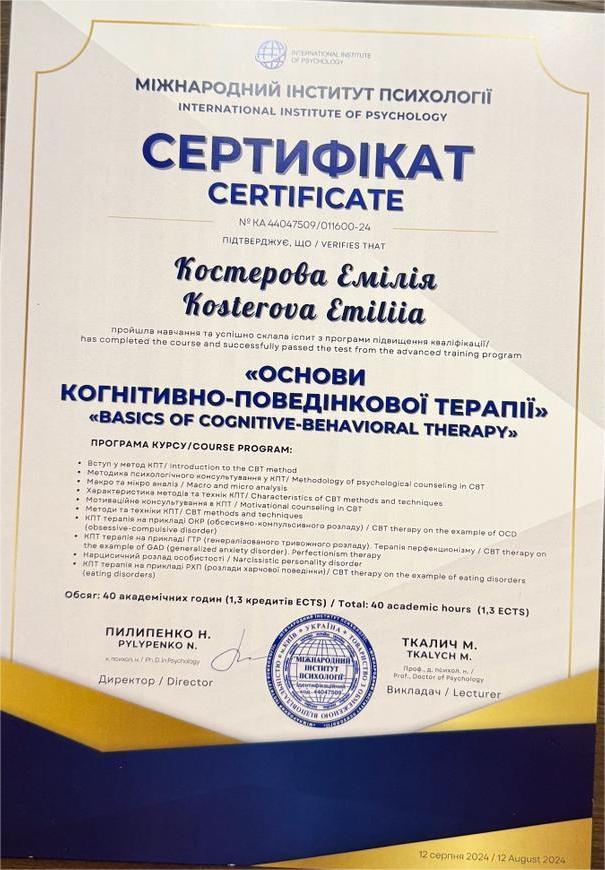 INTERNATIONAL INSTITUTE
OF PSYCHOLOGY
МІЖНАРОДНИЙ ІНСТИТУТ ПСИХОЛОГІЇ
INTERNATIONAL INSTITUTE OF PSYCHOLOGY
СЕРТИФІКАТ
CERTIFICATE
№ КА 44047509/011600-24
ПІДТВЕРДЖУЄ, ЩО / VERIFIES THAT
Костерова Емілія
Kosterova Emiliia
пройшла навчання та успішно склала іспит з програми підвищення кваліфікації/
has completed the course and successfully passed the test from the advanced training program
«ОСНОВИ
КОГНІТИВНО-ПОВЕДІНКОВОЇ ТЕРАПІЇ»
«BASICS OF COGNITIVE-BEHAVIORAL THERAPY»
ПРОГРАМА КУРСУ/COURSE PROGRAM:
• Вступ у метод КПТ/ Introduction to the CBT method
• Методика психологічного консультування у КПТ/ Methodology of psychological counseling in CBT
• Макро та мікро аналіз / Macro and micro analysis
• Характеристика методів та технік КПТ/ Characteristics of CBT methods and techniques
• Мотиваційне консультування в КПТ / Motivational counseling in CBT
• Методи та техніки КПТ/ CBT methods and techniques
• КПТ терапія на прикладі ОКР (обсесивно-компульсивного розладу) / CBT therapy on the example of OCD
(obsessive-compulsive disorder)
• КПТ терапія на прикладі ГТР (генералізованого тривожного розладу). Терапія перфекціонізму / CBT therapy on
the example of GAD (generalized anxiety disorder). Perfectionism therapy
• Нарцисичний розлад особистості / Narcissistic personality disorder
• КПТ терапія на прикладі РХП (розлади харчової поведінки)/ CBT therapy on the example of eating disorders
(eating disorders)
Обсяг: 40 академічних годин (1,3 кредитів ECTS) / Total: 40 academic hours (1,3 ECTS)
ПИЛИПЕНКО Н.
PYLYPENKO N.
к. психол. н./ Ph. D. in Psychology
Директор / Director
УКРАЇНА • ТОВАРИСТВО З ОБМЕЖЕНОЮ ВІДПОВІДАЛЬНІСТЮ • м.КИЇВ
МІЖНАРОДНИЙ
ІНСТИТУТ
ПСИХОЛОГІЇ
Ідентифікаційний
код 44047509
ТКАЛИЧ М.
TKALYCH M.
Проф., д. психол. н. /
Prof., Doctor of Psychology
Викладач / Lecturer
12 серпня 2024 / 12 August 2024